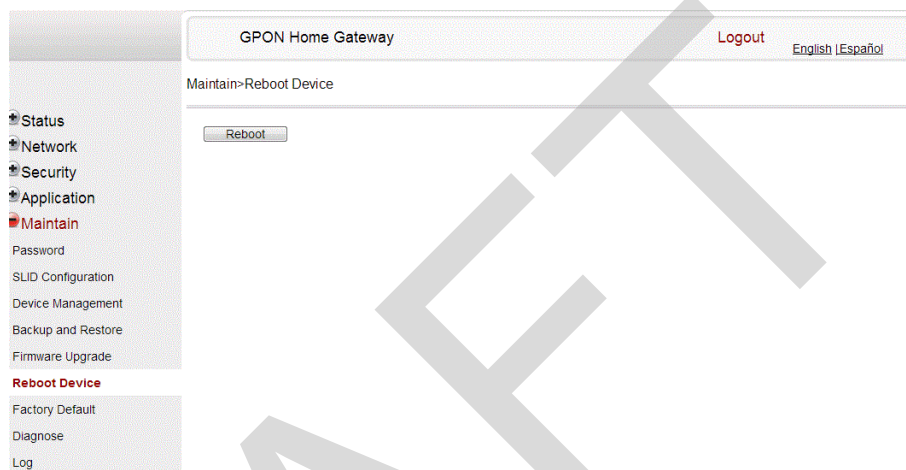 GPON Home Gateway
Logout
English | Español
Maintain>Reboot Device
Reboot
Status
Network
Security
Application
Maintain
Password
SLID Configuration
Device Management
Backup and Restore
Firmware Upgrade
Reboot Device
Factory Default
Diagnose
Log